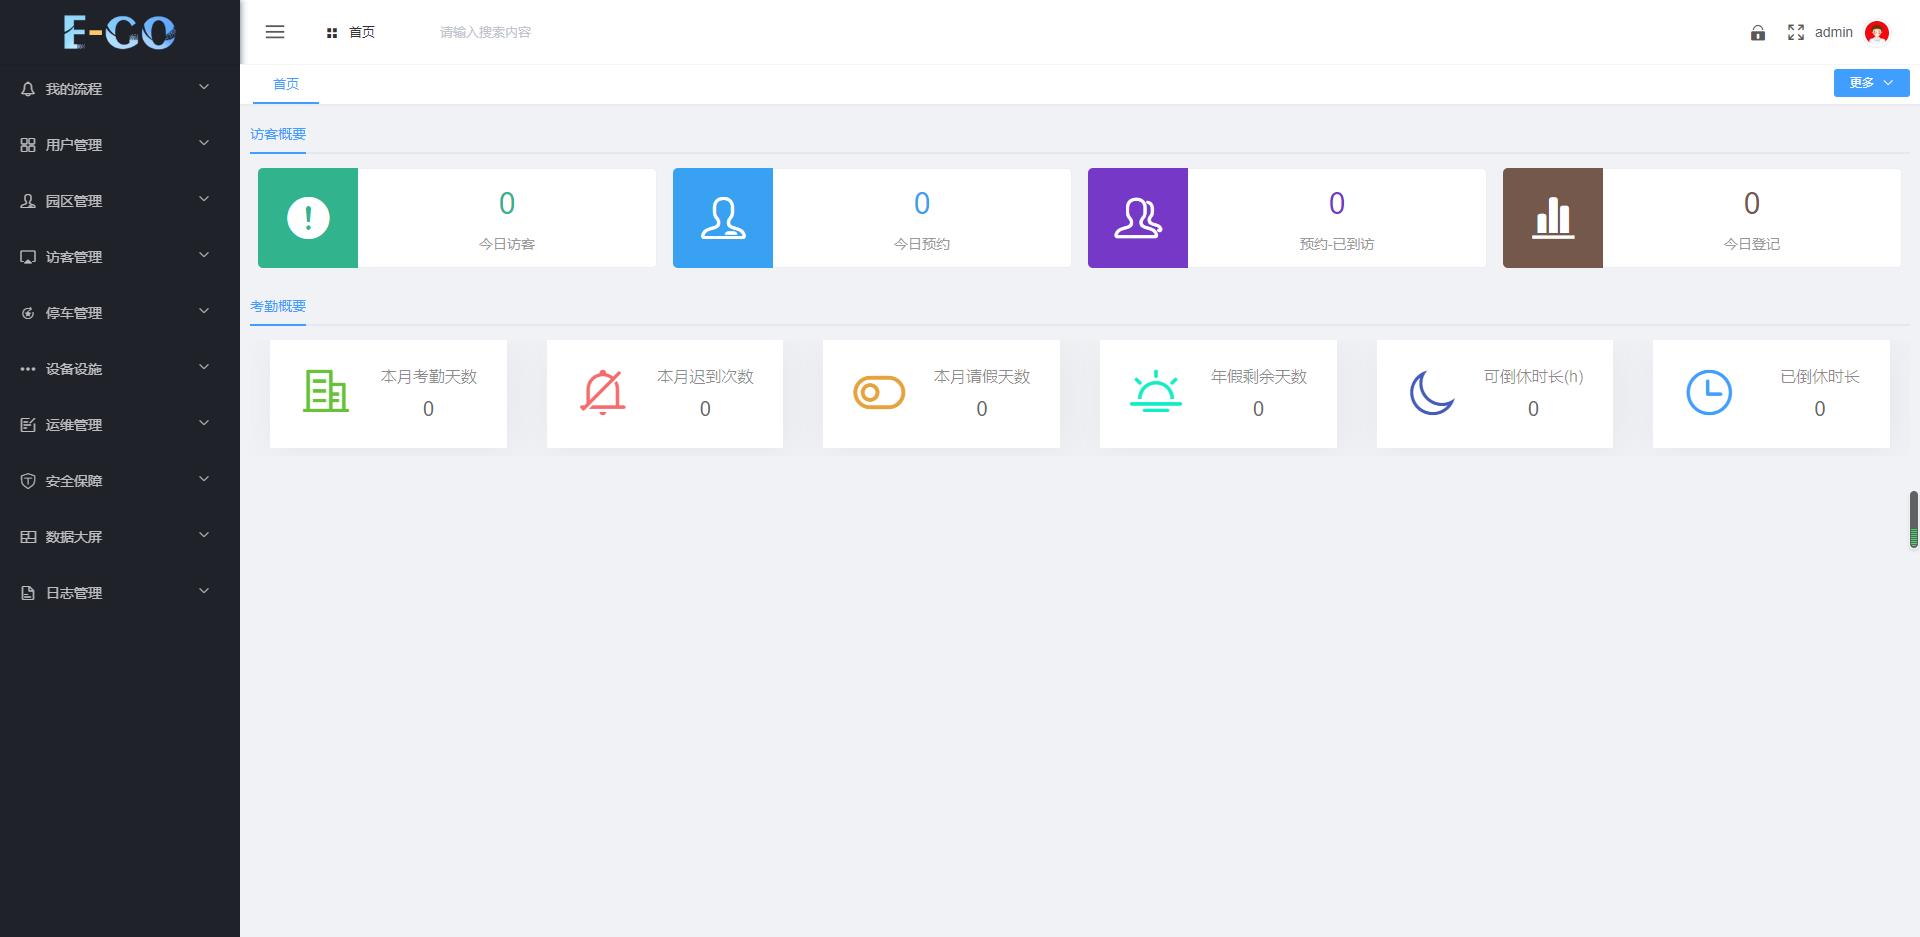 E-GO
首页
请输入搜索内容
admin
首页
更多
我的流程
用户管理
园区管理
访客管理
停车管理
设备设施
运维管理
安全保障
数据大屏
日志管理
访客概要
0
今日访客
0
今日预约
0
预约-已到访
0
今日登记
考勤概要
本月考勤天数
0
本月迟到次数
0
本月请假天数
0
年假剩余天数
0
可倒休时长(h)
0
已倒休时长
0